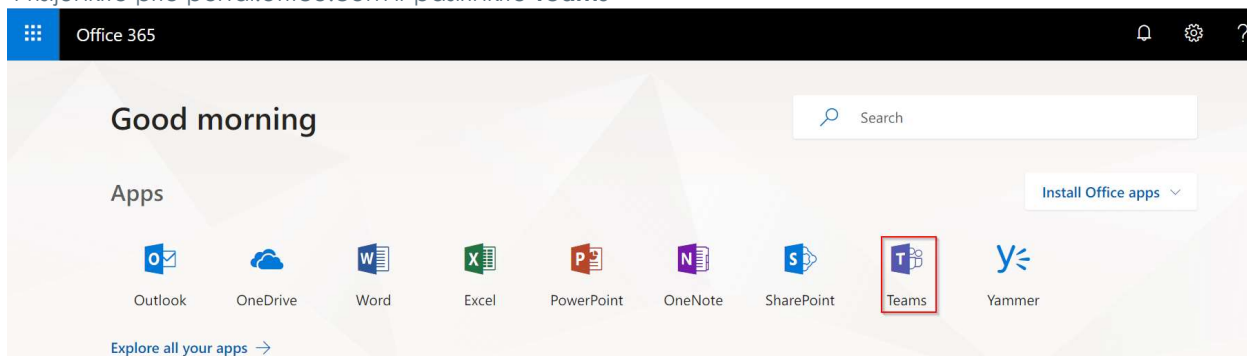 Office 365
?
Good morning
Search
Apps
Install Office apps
Outlook OneDrive Word Excel PowerPoint OneNote SharePoint Teams Yammer
Explore all your apps →